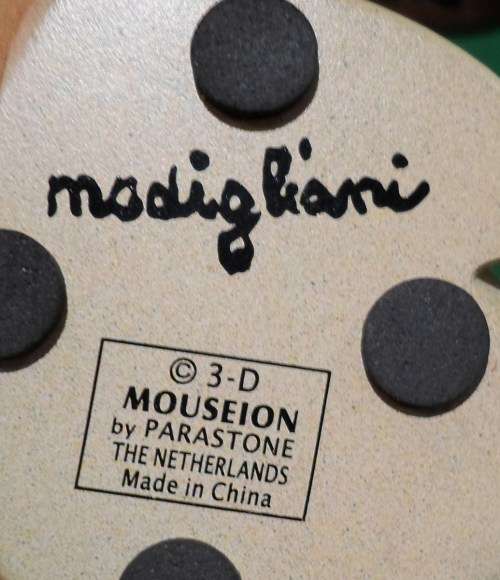 modigliani
© 3-D
MOUSEION
by PARASTONE
THE NETHERLANDS
Made in China